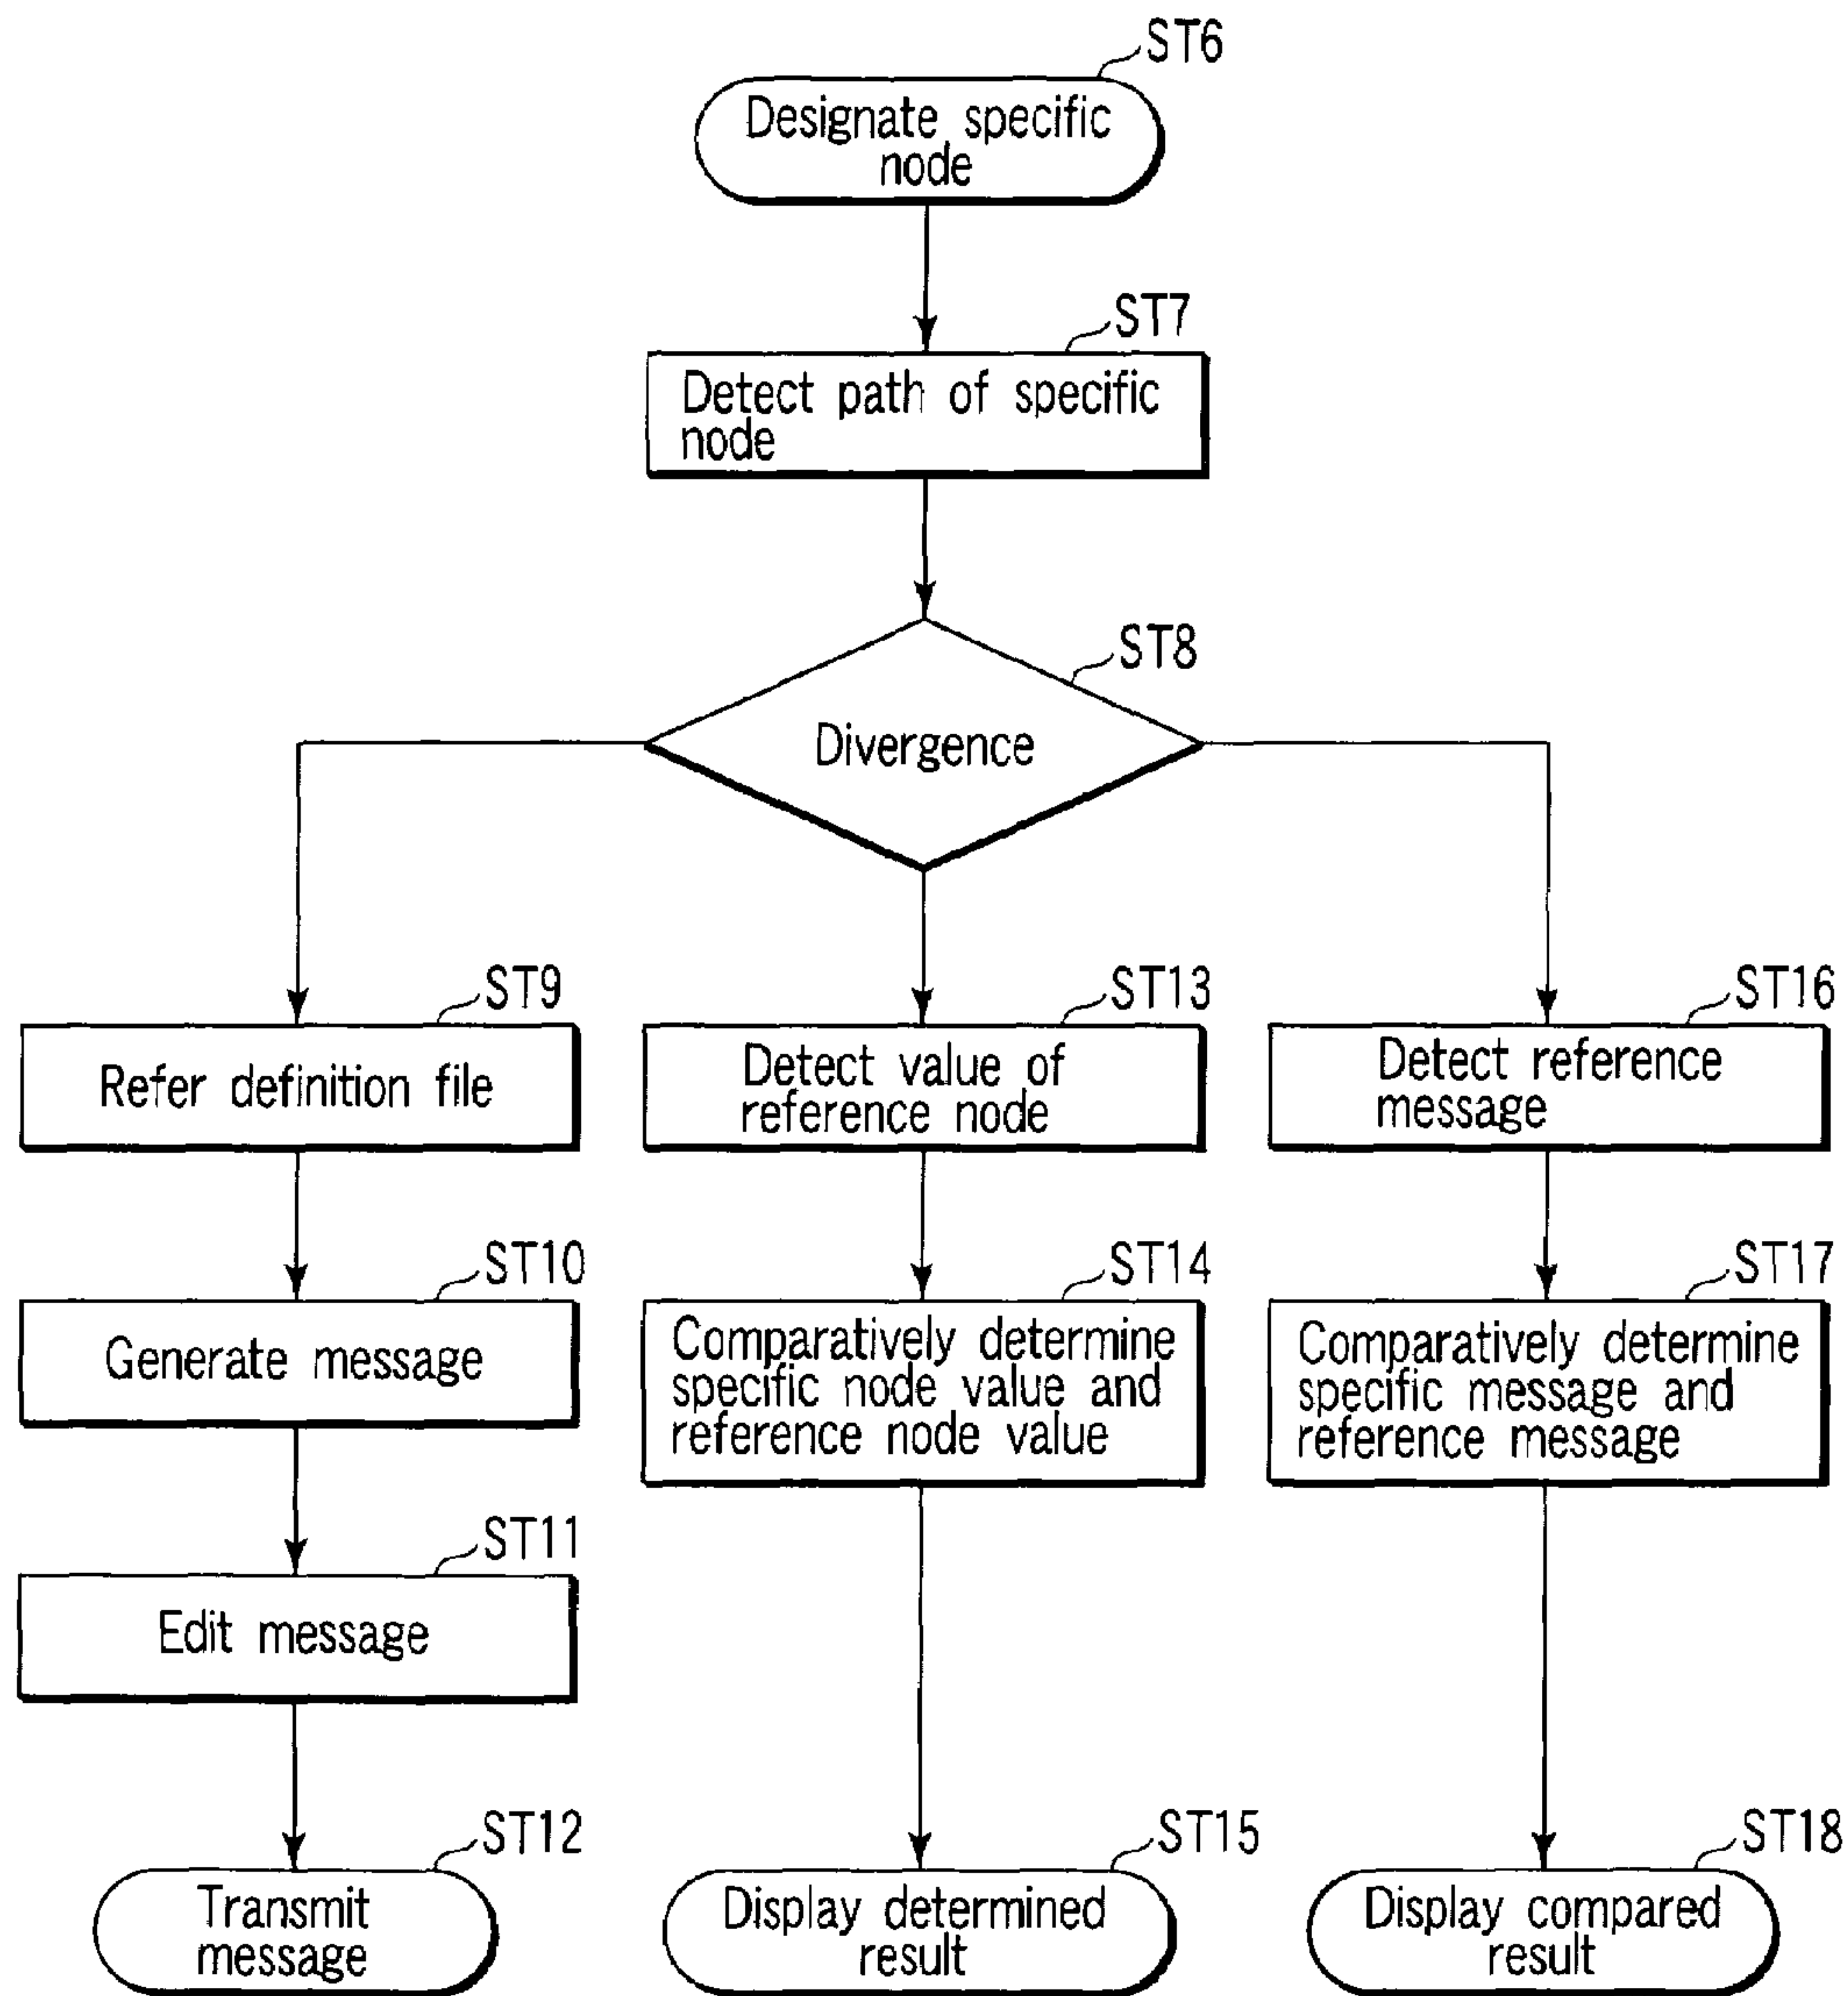 ST6
Designate specific
node
ST7
Detect path of specific
node
ST8
Divergence
ST9
Refer definition file
ST10
Generate message
ST11
Edit message
ST12
Transmit
message
ST13
Detect value of
reference node
ST14
Comparatively determine
specific node value and
reference node value
ST15
Display determined
result
ST16
Detect reference
message
ST17
Comparatively determine
specific message and
reference message
ST18
Display compared
result